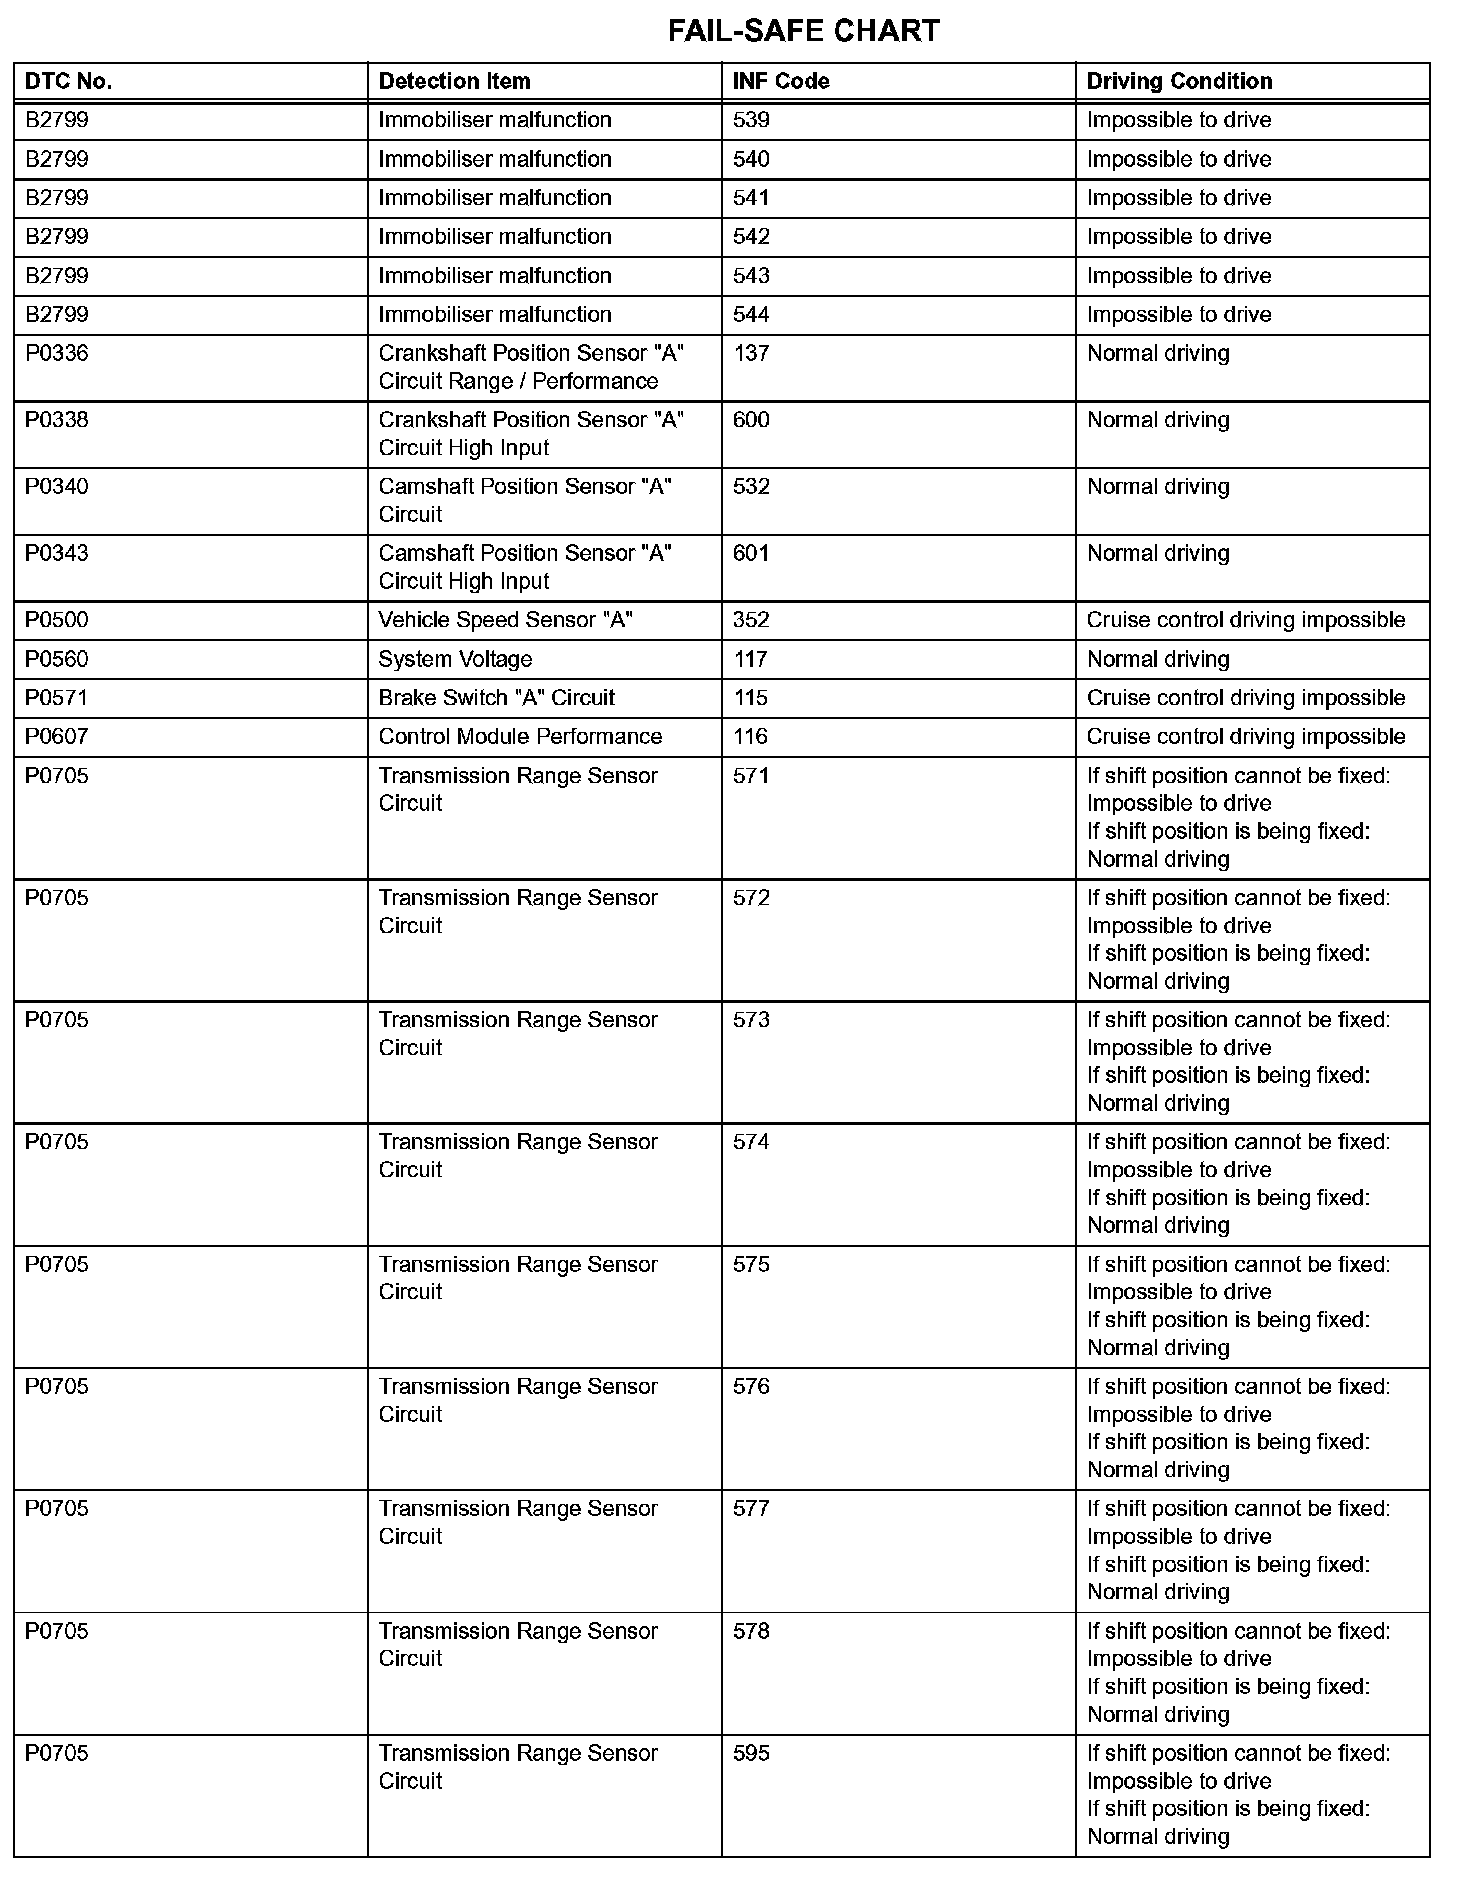 FAIL-SAFE CHART
DTC No. Detection Item INF Code Driving Condition
B2799 Immobiliser malfunction 539 Impossible to drive
B2799 Immobiliser malfunction 540 Impossible to drive
B2799 Immobiliser malfunction 541 Impossible to drive
B2799 Immobiliser malfunction 542 Impossible to drive
B2799 Immobiliser malfunction 543 Impossible to drive
B2799 Immobiliser malfunction 544 Impossible to drive
P0336 Crankshaft Position Sensor "A" 137 Normal driving
Circuit Range / Performance
P0338 Crankshaft Position Sensor "A" 600 Normal driving
Circuit High Input
P0340 Camshaft Position Sensor "A" 532 Normal driving
Circuit
P0343 Camshaft Position Sensor "A" 601 Normal driving
Circuit High Input
P0500 Vehicle Speed Sensor "A" 352 Cruise control driving impossible
P0560 System Voltage 117 Normal driving
P0571 Brake Switch "A" Circuit 115 Cruise control driving impossible
P0607 Control Module Performance 116 Cruise control driving impossible
P0705 Transmission Range Sensor 571 If shift position cannot be fixed:
Circuit Impossible to drive
If shift position is being fixed:
Normal driving
P0705 Transmission Range Sensor 572 If shift position cannot be fixed:
Circuit Impossible to drive
If shift position is being fixed:
Normal driving
P0705 Transmission Range Sensor 573 If shift position cannot be fixed:
Circuit Impossible to drive
If shift position is being fixed:
Normal driving
P0705 Transmission Range Sensor 574 If shift position cannot be fixed:
Circuit Impossible to drive
If shift position is being fixed:
Normal driving
P0705 Transmission Range Sensor 575 If shift position cannot be fixed:
Circuit Impossible to drive
If shift position is being fixed:
Normal driving
P0705 Transmission Range Sensor 576 If shift position cannot be fixed:
Circuit Impossible to drive
If shift position is being fixed:
Normal driving
P0705 Transmission Range Sensor 577 If shift position cannot be fixed:
Circuit Impossible to drive
If shift position is being fixed:
Normal driving
P0705 Transmission Range Sensor 578 If shift position cannot be fixed:
Circuit Impossible to drive
If shift position is being fixed:
Normal driving
P0705 Transmission Range Sensor 595 If shift position cannot be fixed:
Circuit Impossible to drive
If shift position is being fixed:
Normal driving